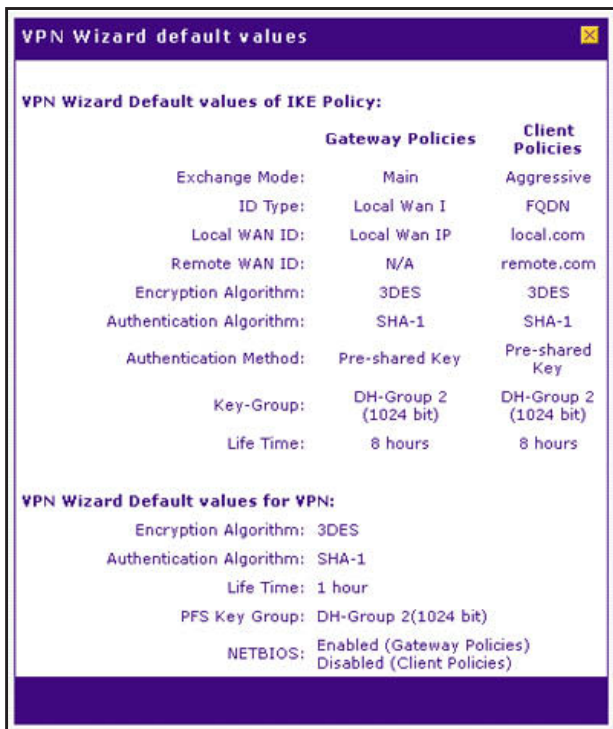 VPN Wizard default values
VPN Wizard Default values of IKE Policy:
Gateway Policies Client Policies
Exchange Mode: Main Aggressive
ID Type: Local Wan I FQDN
Local WAN ID: Local Wan IP local.com
Remote WAN ID: N/A remote.com
Encryption Algorithm: 3DES 3DES
Authentication Algorithm: SHA-1 SHA-1
Authentication Method: Pre-shared Key Pre-shared Key
Key-Group: DH-Group 2 (1024 bit) DH-Group 2 (1024 bit)
Life Time: 8 hours 8 hours
VPN Wizard Default values for VPN:
Encryption Algorithm: 3DES
Authentication Algorithm: SHA-1
Life Time: 1 hour
PFS Key Group: DH-Group 2(1024 bit)
NETBIOS: Enabled (Gateway Policies)
Disabled (Client Policies)